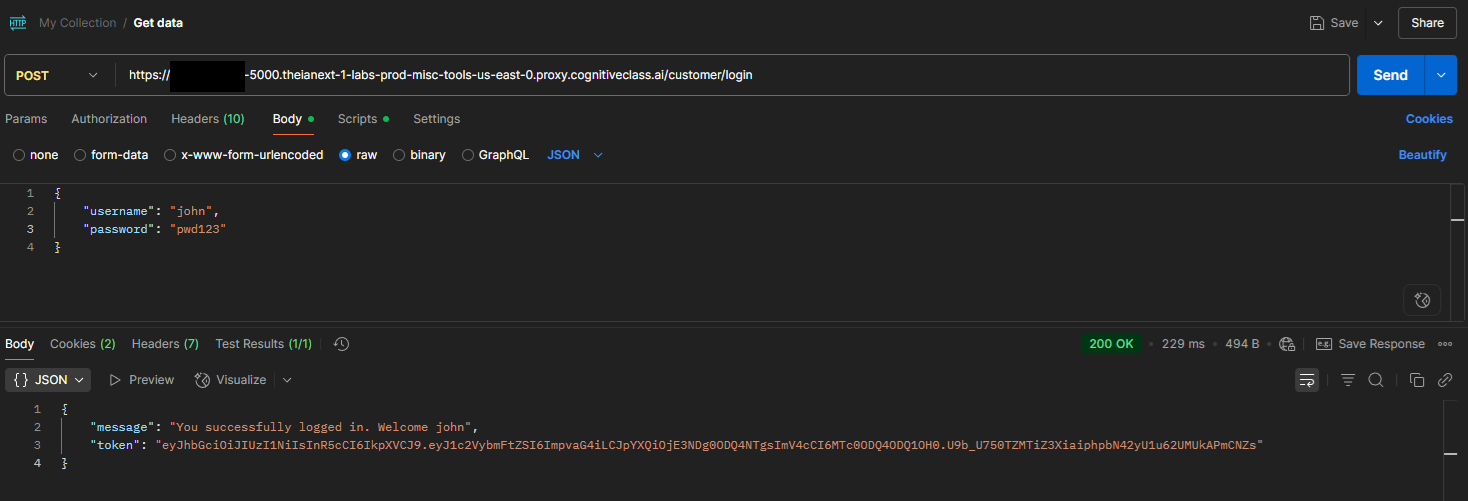 HTTP My Collection / Get data Save Share
POST https:// -5000.theianext-1-labs-prod-misc-tools-us-east-0.proxy.cognitiveclass.ai/customer/login Send
Params Authorization Headers (10) Body Scripts Settings Cookies
none form-data x-www-form-urlencoded raw binary GraphQL JSON Beautify
1 {
2 "username": "john",
3 "password": "pwd123"
4 }
Body Cookies (2) Headers (7) Test Results (1/1) 200 OK 229 ms 494 B e.g. Save Response
{} JSON Preview Visualize
1 {
2 "message": "You successfully logged in. Welcome john",
3 "token": "eyJhbGciOiJIUzI1NiIsInR5cCI6IkpXVCJ9.eyJ1c2VybmFtZSI6ImpvaG4iLCJpYXQiOjE3NDg0ODQ4NTgsImV4cCI6MTc0ODQ4ODQ1OH0.U9b_U750TZMTiZ3XiaiphpbN42yU1u62UMUkAPmCNZs"
4 }